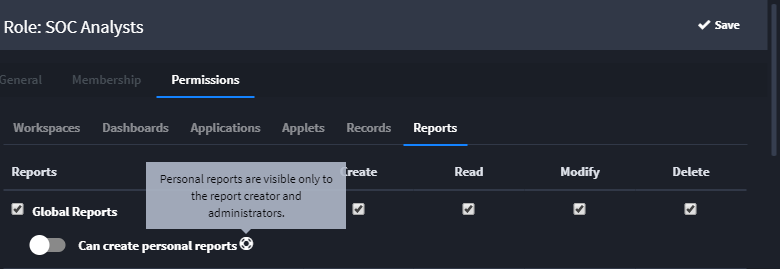 Role: SOC Analysts
Save
General
Membership
Permissions
Workspaces
Dashboards
Applications
Applets
Records
Reports
Reports
Create
Read
Modify
Delete
Personal reports are visible only to
the report creator and
administrators.
Global Reports
Can create personal reports